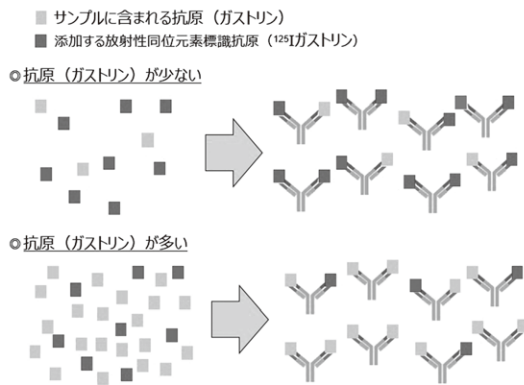 サンプルに含まれる抗原（ガストリン）
添加する放射性同位元素標識抗原（¹²⁵Iガストリン）
◎抗原（ガストリン）が少ない
◎抗原（ガストリン）が多い